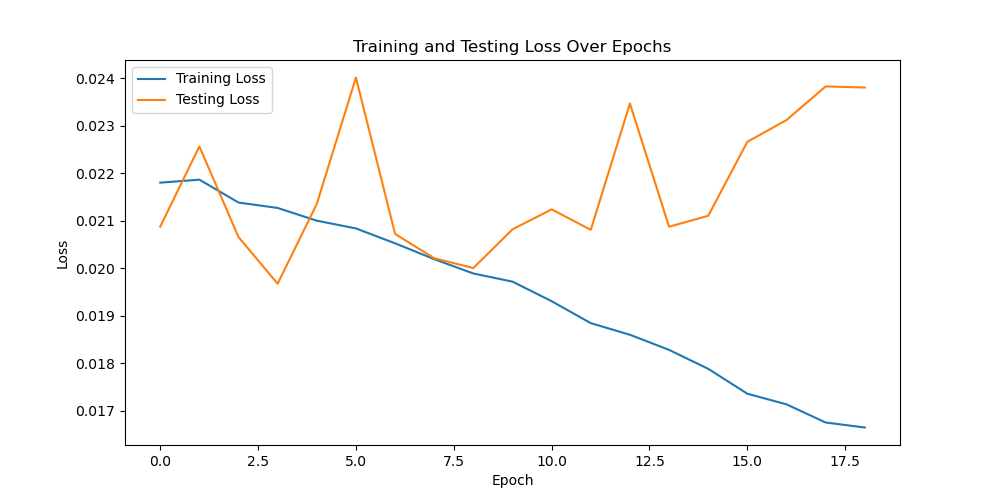 Training and Testing Loss Over Epochs
Training Loss
Testing Loss
0.024
0.023
0.022
0.021
0.020
0.019
0.018
0.017
Loss
0.0 2.5 5.0 7.5 10.0 12.5 15.0 17.5
Epoch